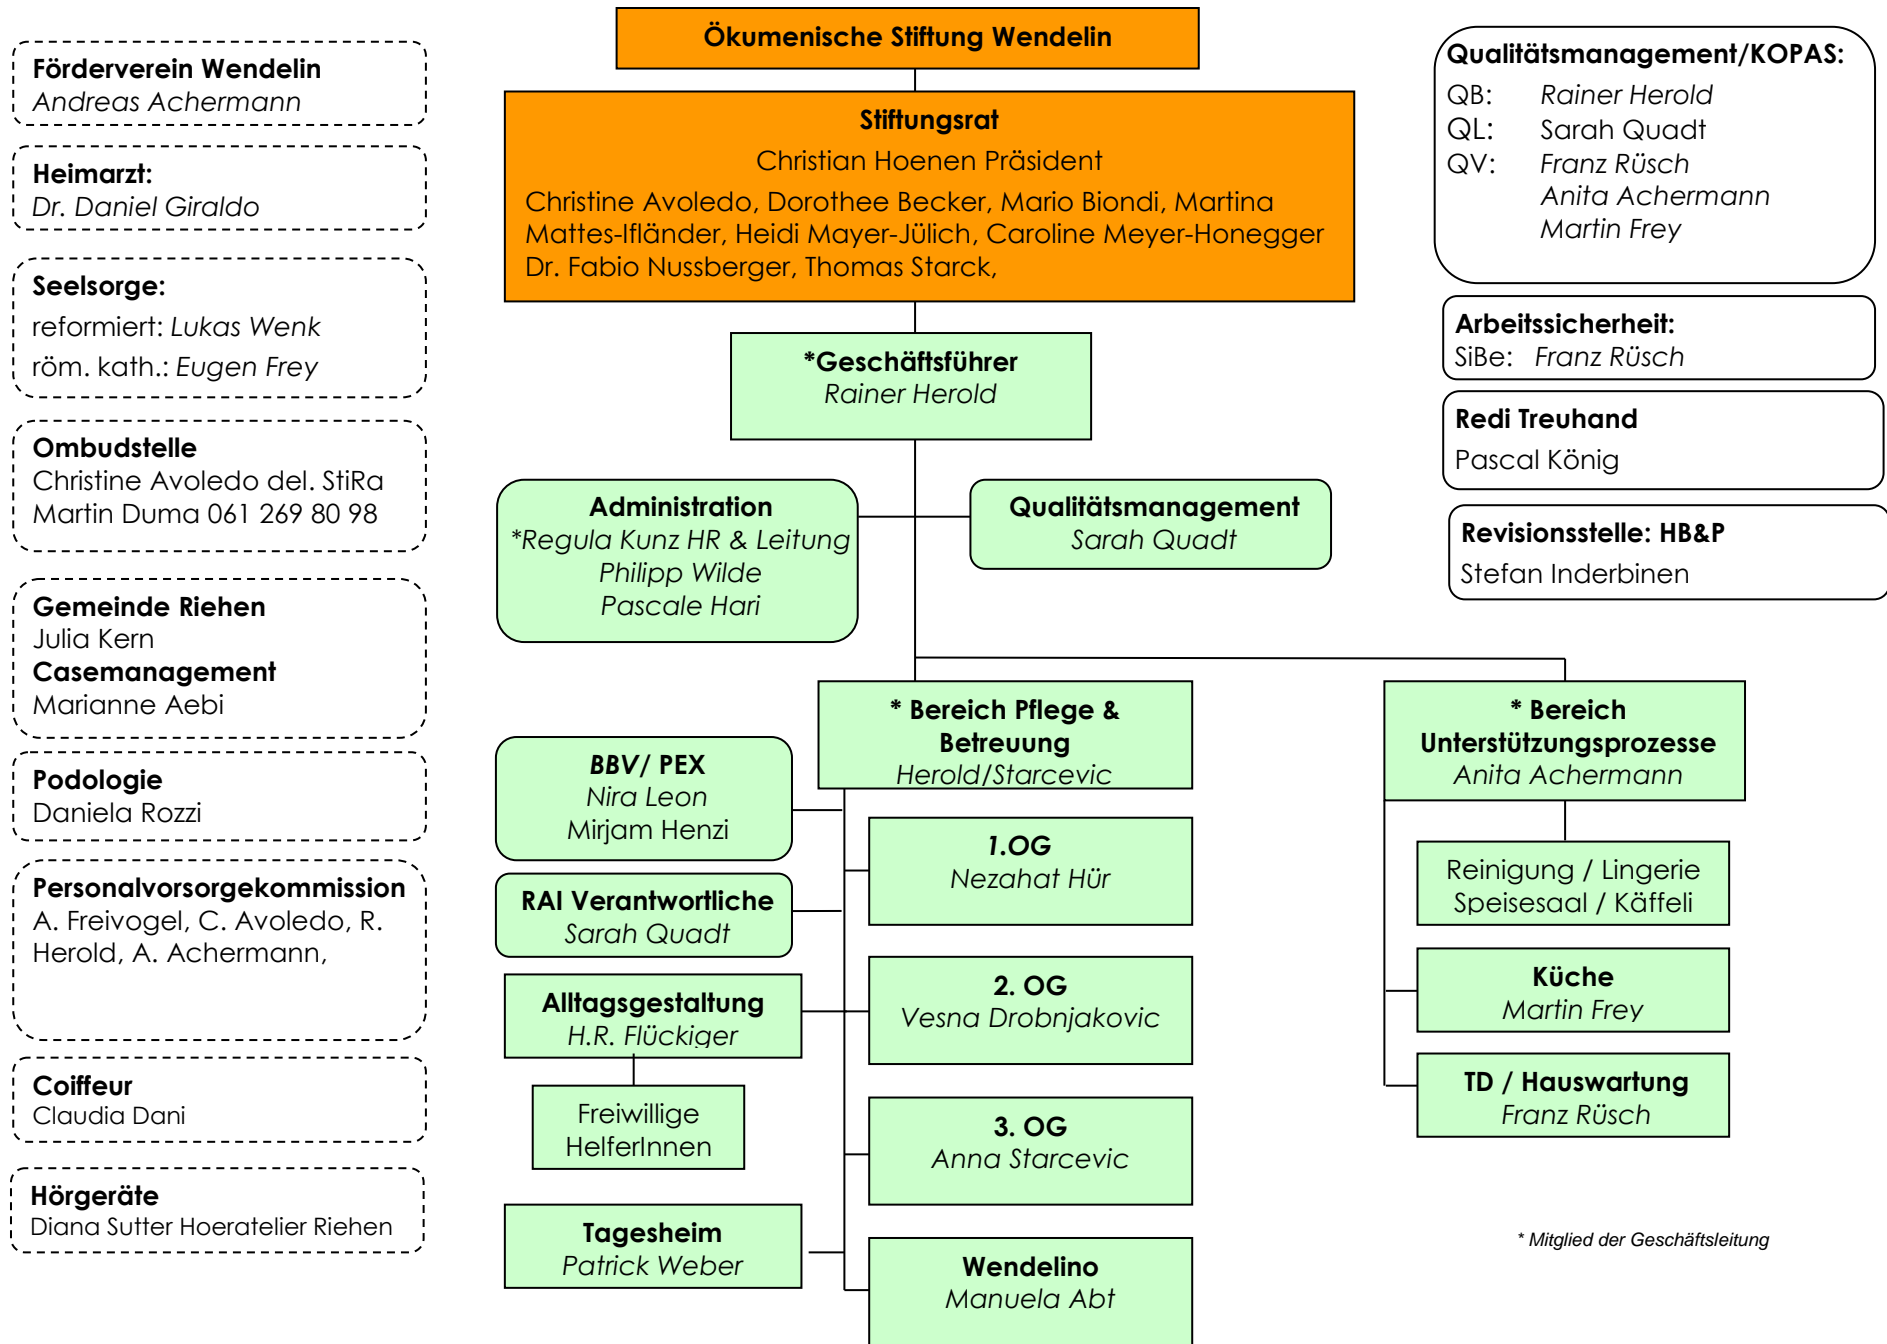 Ökumenische Stiftung Wendelin
Stiftungsrat
Christian Hoenen Präsident
Christine Avoledo, Dorothee Becker, Mario Biondi, Martina
Mattes-Ifländer, Heidi Mayer-Jülich, Caroline Meyer-Honegger
Dr. Fabio Nussberger, Thomas Starck,
*Geschäftsführer
Rainer Herold
Administration
*Regula Kunz HR & Leitung
Philipp Wilde
Pascale Hari
Qualitätsmanagement
Sarah Quadt
* Bereich Pflege &
Betreuung
Herold/Starcevic
BBV/ PEX
Nira Leon
Mirjam Henzi
RAI Verantwortliche
Sarah Quadt
Alltagsgestaltung
H.R. Flückiger
Freiwillige
HelferInnen
Tagesheim
Patrick Weber
1.OG
Nezahat Hür
2. OG
Vesna Drobnjakovic
3. OG
Anna Starcevic
Wendelino
Manuela Abt
* Bereich
Unterstützungsprozesse
Anita Achermann
Reinigung / Lingerie
Speisesaal / Käffeli
Küche
Martin Frey
TD / Hauswartung
Franz Rüsch
Förderverein Wendelin
Andreas Achermann
Heimarzt:
Dr. Daniel Giraldo
Seelsorge:
reformiert: Lukas Wenk
röm. kath.: Eugen Frey
Ombudstelle
Christine Avoledo del. StiRa
Martin Duma 061 269 80 98
Gemeinde Riehen
Julia Kern
Casemanagement
Marianne Aebi
Podologie
Daniela Rozzi
Personalvorsorgekommission
A. Freivogel, C. Avoledo, R.
Herold, A. Achermann,
Coiffeur
Claudia Dani
Hörgeräte
Diana Sutter Hoeratelier Riehen
Qualitätsmanagement/KOPAS:
QB: Rainer Herold
QL: Sarah Quadt
QV: Franz Rüsch
Anita Achermann
Martin Frey
Arbeitssicherheit:
SiBe: Franz Rüsch
Redi Treuhand
Pascal König
Revisionsstelle: HB&P
Stefan Inderbinen
* Mitglied der Geschäftsleitung